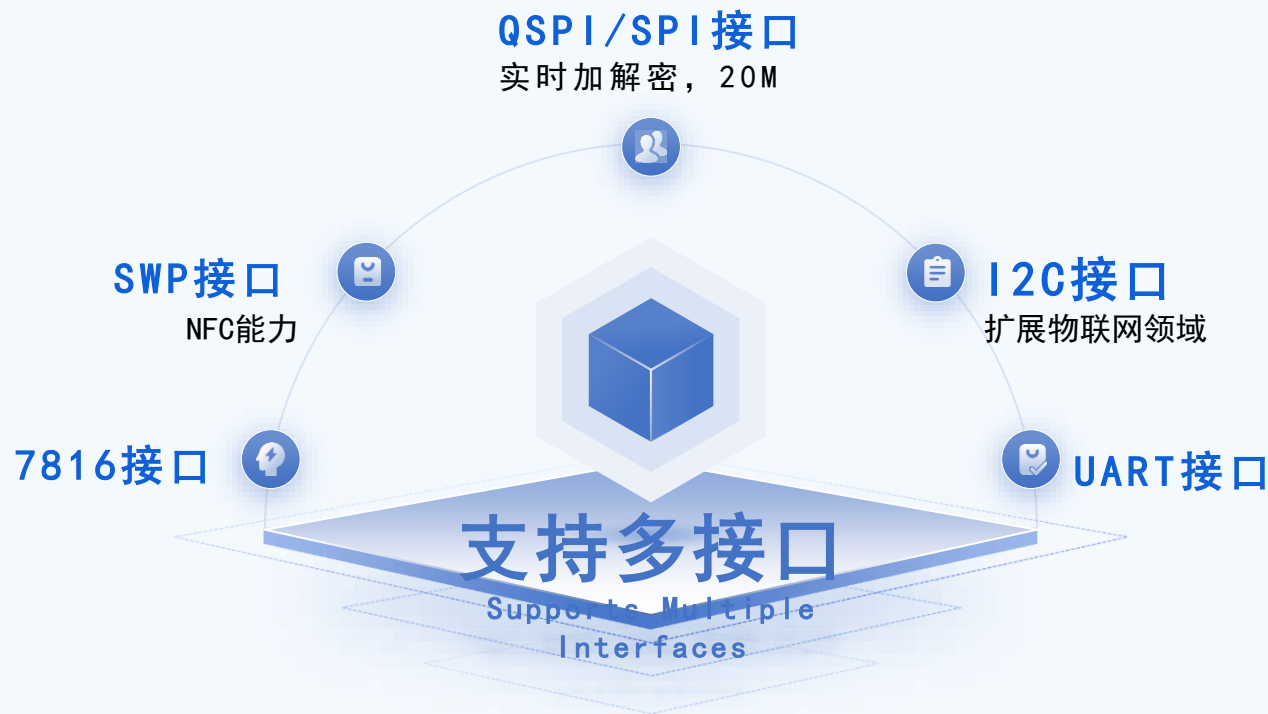 QSPI/SPI接口
实时加解密，20M
SWP接口
NFC能力
I2C接口
扩展物联网领域
7816接口
UART接口
支持多接口
Supports Multiple
Interfaces